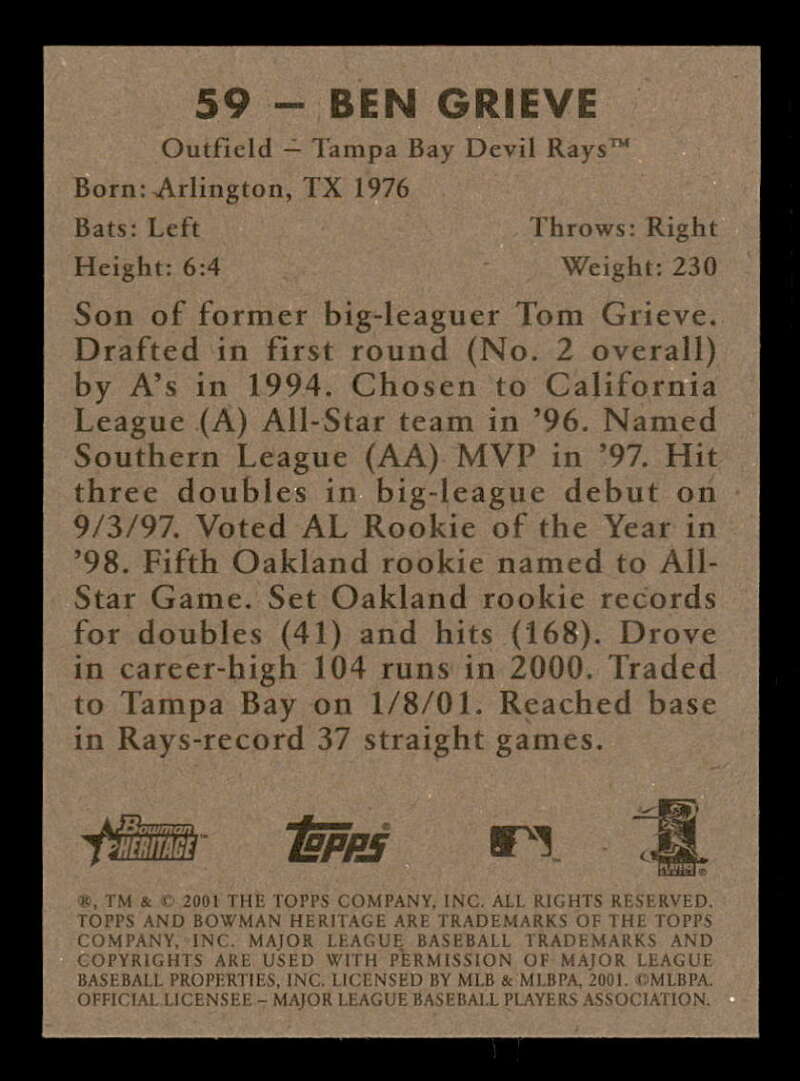 59 – BEN GRIEVE
Outfield – Tampa Bay Devil Rays™
Born: Arlington, TX 1976
Bats: Left Throws: Right
Height: 6:4 Weight: 230
Son of former big-leaguer Tom Grieve.
Drafted in first round (No. 2 overall)
by A's in 1994. Chosen to California
League (A) All-Star team in '96. Named
Southern League (AA) MVP in '97. Hit
three doubles in big-league debut on
9/3/97. Voted AL Rookie of the Year in
'98. Fifth Oakland rookie named to All-
Star Game. Set Oakland rookie records
for doubles (41) and hits (168). Drove
in career-high 104 runs in 2000. Traded
to Tampa Bay on 1/8/01. Reached base
in Rays-record 37 straight games.
Bowman HERITAGE™ Topps® PLAYERS CHOICE®
®, TM & © 2001 THE TOPPS COMPANY, INC. ALL RIGHTS RESERVED.
TOPPS AND BOWMAN HERITAGE ARE TRADEMARKS OF THE TOPPS
COMPANY, INC. MAJOR LEAGUE BASEBALL TRADEMARKS AND
COPYRIGHTS ARE USED WITH PERMISSION OF MAJOR LEAGUE
BASEBALL PROPERTIES, INC. LICENSED BY MLB & MLBPA, 2001. ©MLBPA.
OFFICIAL LICENSEE – MAJOR LEAGUE BASEBALL PLAYERS ASSOCIATION.